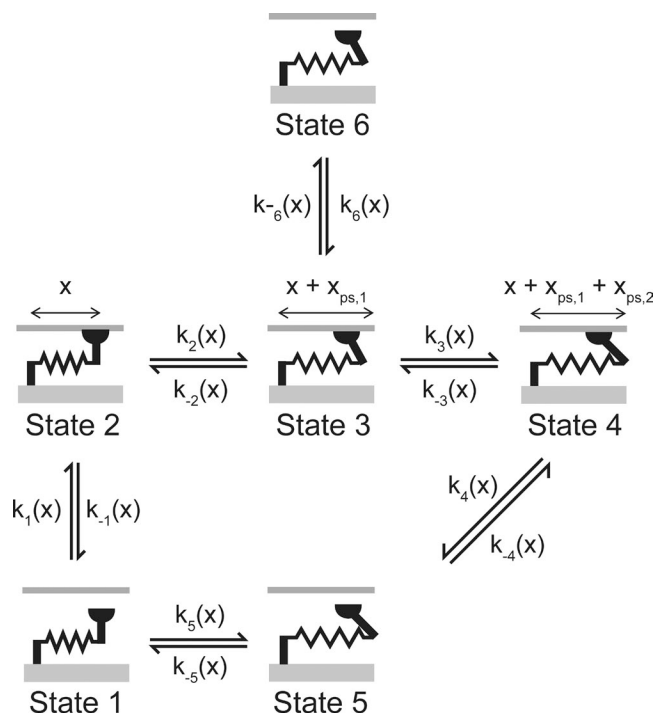 State 6
k-₆(x) k₆(x)
x x + xₚₛ,₁ x + xₚₛ,₁ + xₚₛ,₂
k₂(x) k₃(x)
k₋₂(x) k₋₃(x)
State 2 State 3 State 4
k₁(x) k₋₁(x) k₄(x)
k₋₄(x)
k₅(x)
k₋₅(x)
State 1 State 5